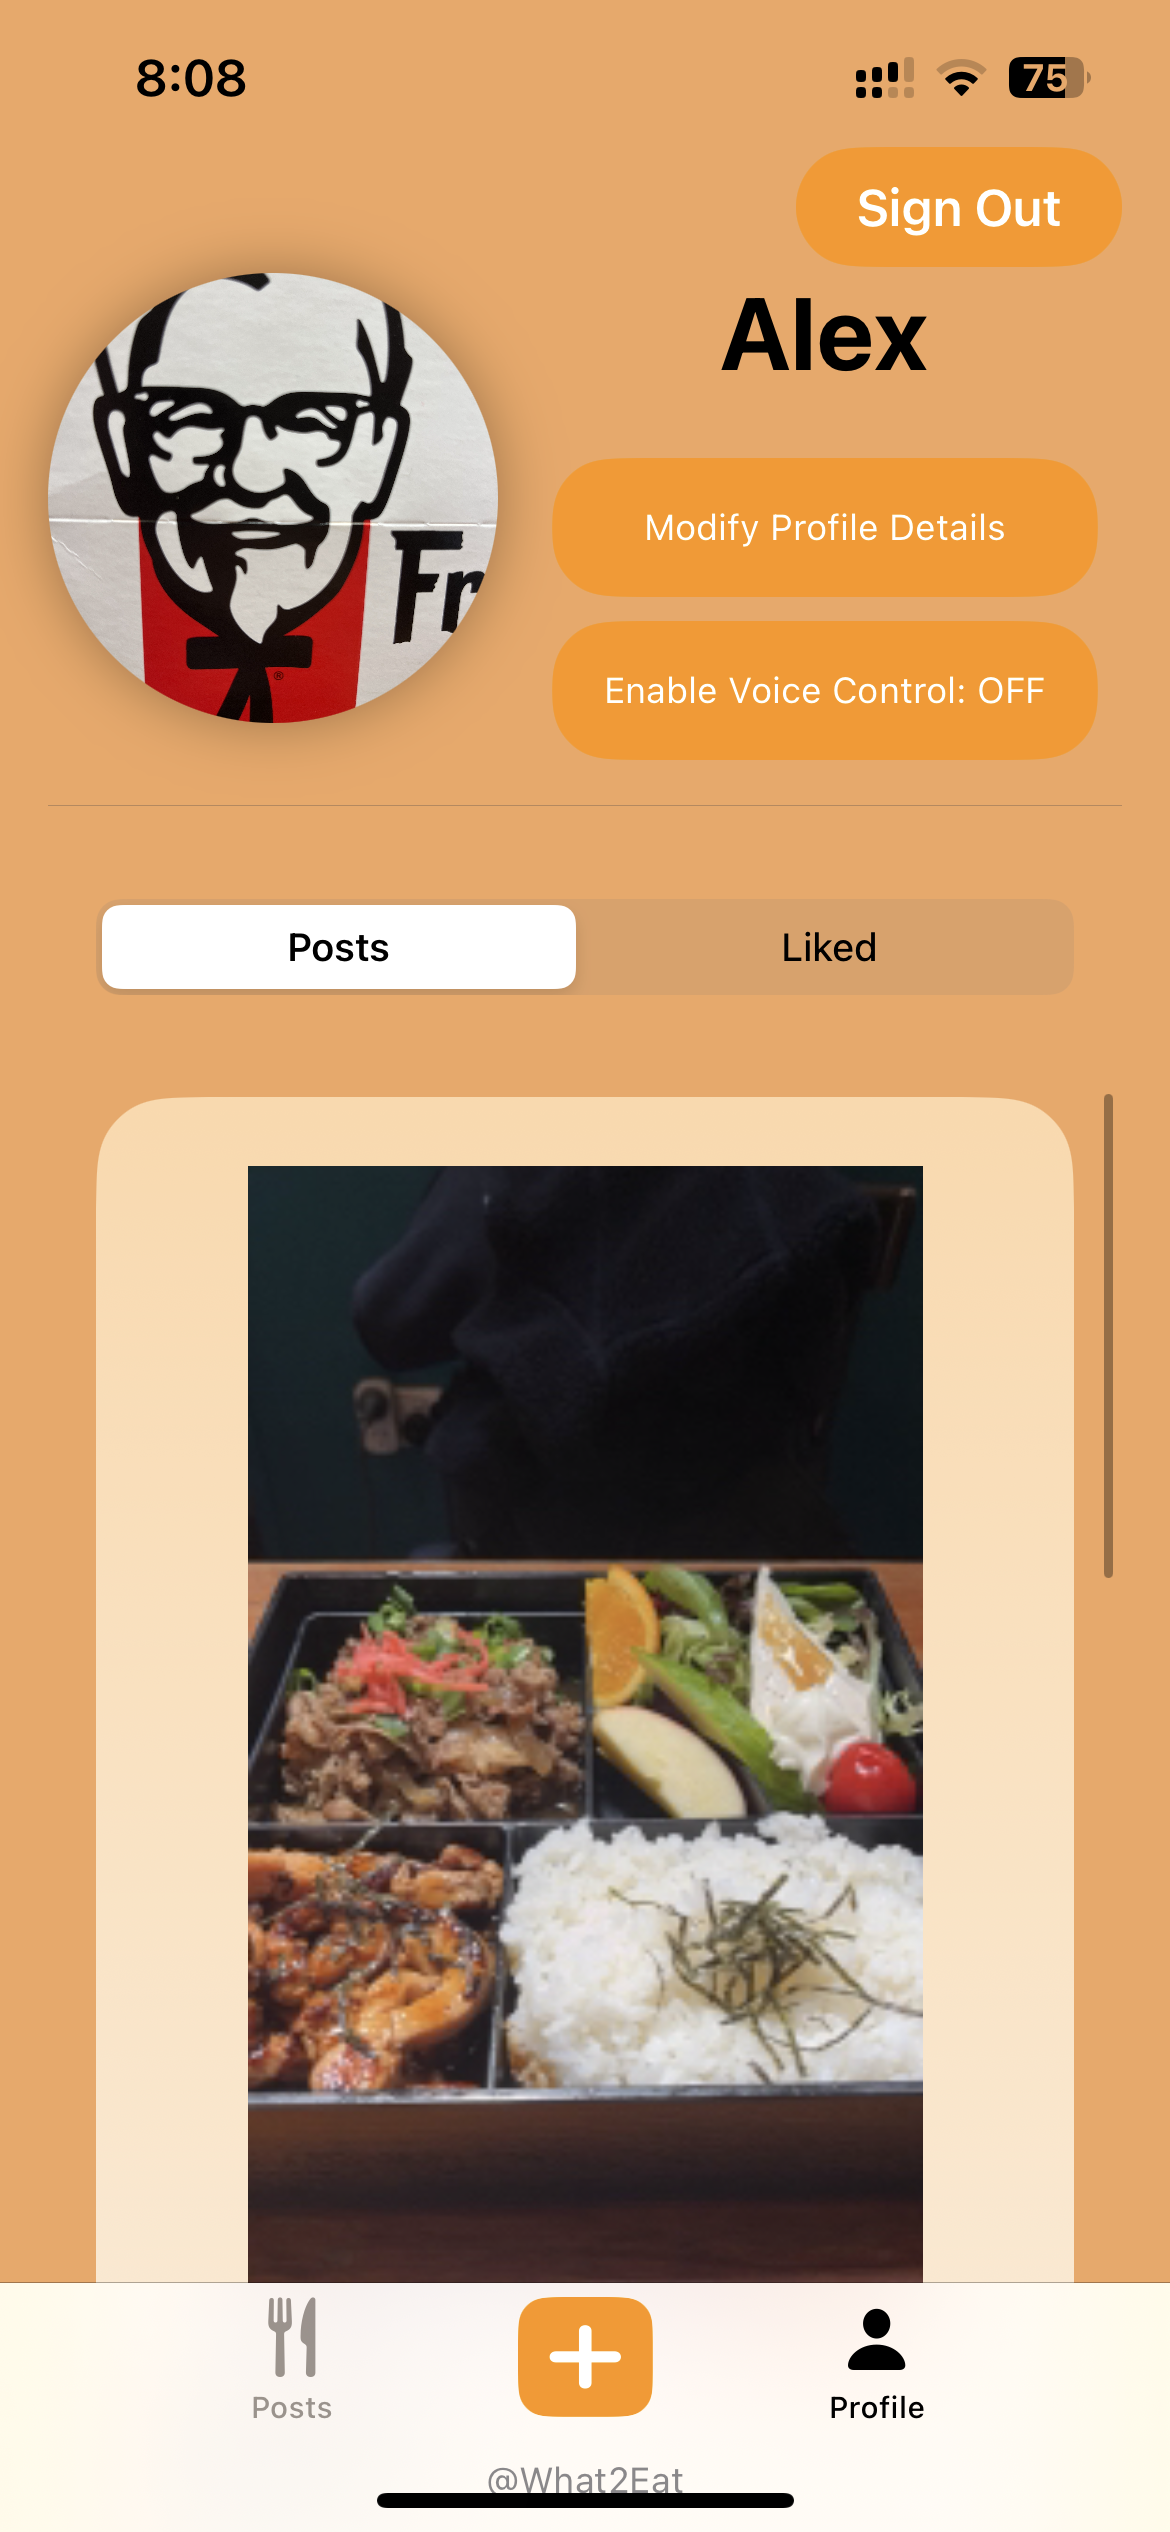 8:08
75
Sign Out
Alex
Fr
®
Modify Profile Details
Enable Voice Control: OFF
Posts
Liked
Posts
Profile
@What2Eat